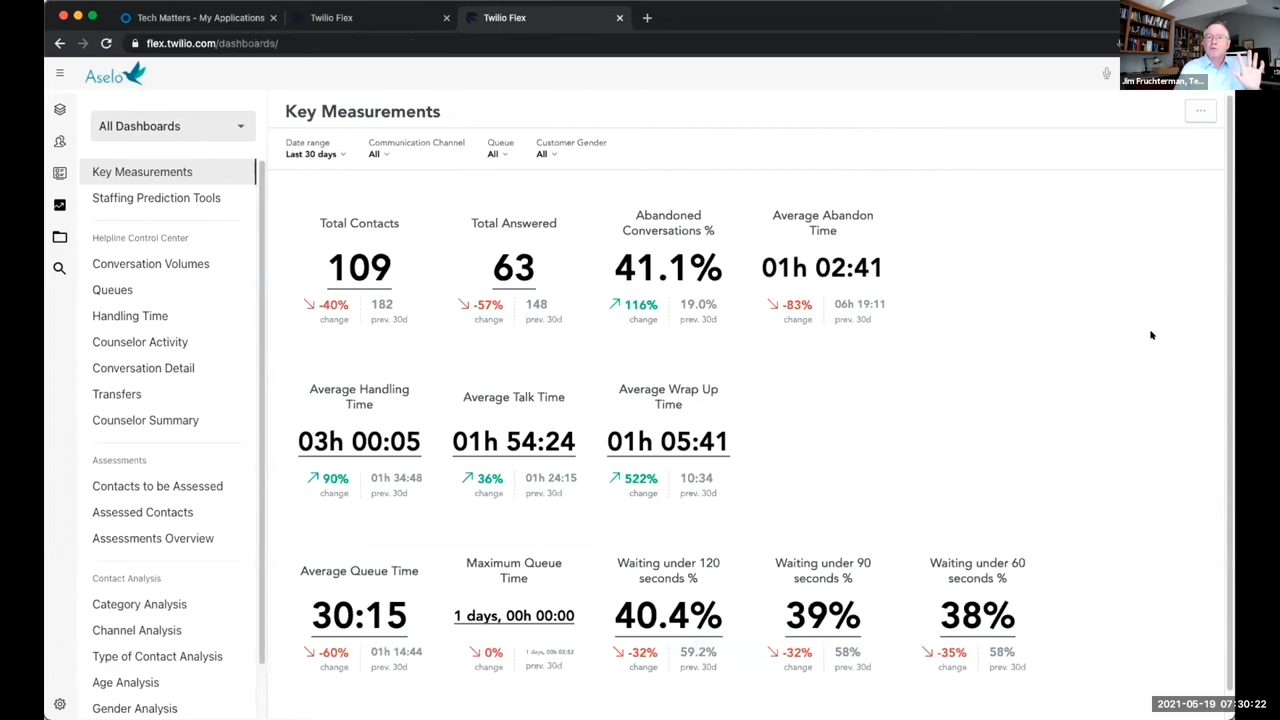 Tech Matters - My Applications
Twilio Flex
Twilio Flex
flex.twilio.com/dashboards/
Jim Fruchterman, Te...
Aselo
All Dashboards
Key Measurements
Staffing Prediction Tools
Helpline Control Center
Conversation Volumes
Queues
Handling Time
Counselor Activity
Conversation Detail
Transfers
Counselor Summary
Assessments
Contacts to be Assessed
Assessed Contacts
Assessments Overview
Contact Analysis
Category Analysis
Channel Analysis
Type of Contact Analysis
Age Analysis
Gender Analysis
Key Measurements
Date range Communication Channel Queue Customer Gender
Last 30 days All All All
Total Contacts
109
-40% 182
change prev. 30d
Total Answered
63
-57% 148
change prev. 30d
Abandoned
Conversations %
41.1%
116% 19.0%
change prev. 30d
Average Abandon
Time
01h 02:41
-83% 06h 19:11
change prev. 30d
Average Handling
Time
03h 00:05
90% 01h 34:48
change prev. 30d
Average Talk Time
01h 54:24
36% 01h 24:15
change prev. 30d
Average Wrap Up
Time
01h 05:41
522% 10:34
change prev. 30d
Average Queue Time
30:15
-60% 01h 14:44
change prev. 30d
Maximum Queue
Time
1 days, 00h 00:00
0% 1 days, 00h 02:52
change prev. 30d
Waiting under 120
seconds %
40.4%
-32% 59.2%
change prev. 30d
Waiting under 90
seconds %
39%
-32% 58%
change prev. 30d
Waiting under 60
seconds %
38%
-35% 58%
change prev. 30d
2021-05-19 07:30:22